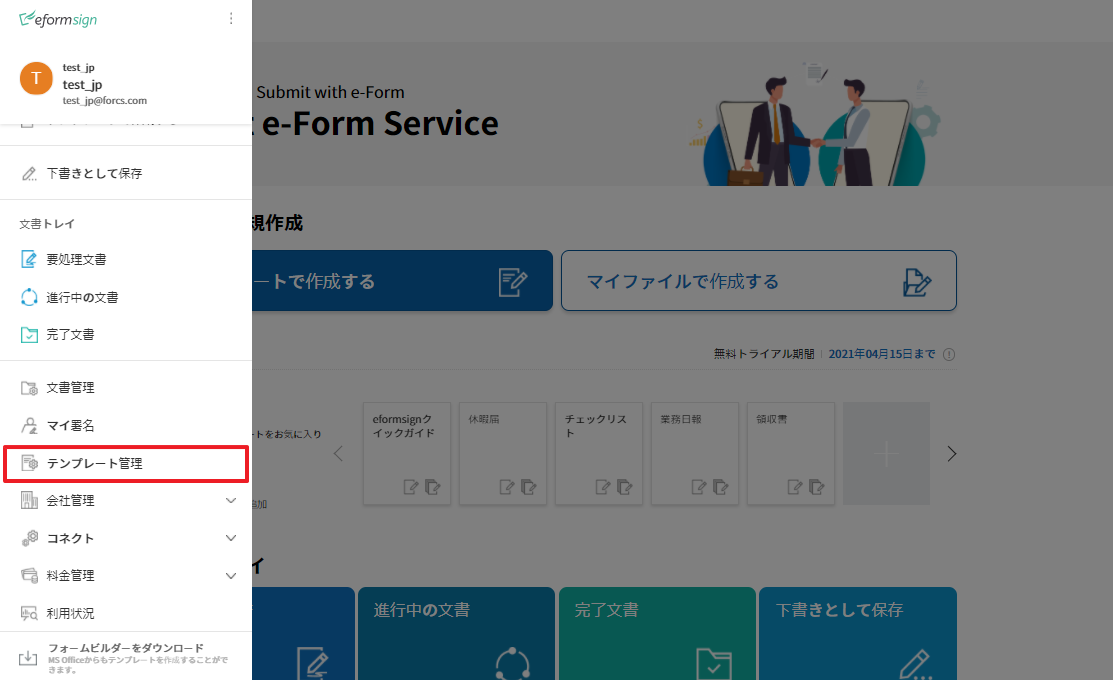 eformsign
T
test_jp
test_jp
test_jp@forcs.com
下書きとして保存
文書トレイ
要処理文書
進行中の文書
完了文書
文書管理
マイ署名
テンプレート管理
会社管理
コネクト
料金管理
利用状況
フォームビルダーをダウンロード
MS Officeからもテンプレートを作成することがで
きます。
Submit with e-Form
e-Form Service
規作成
ートで作成する
マイファイルで作成する
無料トライアル期間
2021年04月15日まで
ートをお気に入り
追加
eformsignク
イックガイド
休暇届
チェックリス
ト
業務日報
領収書
イ
進行中の文書
完了文書
下書きとして保存